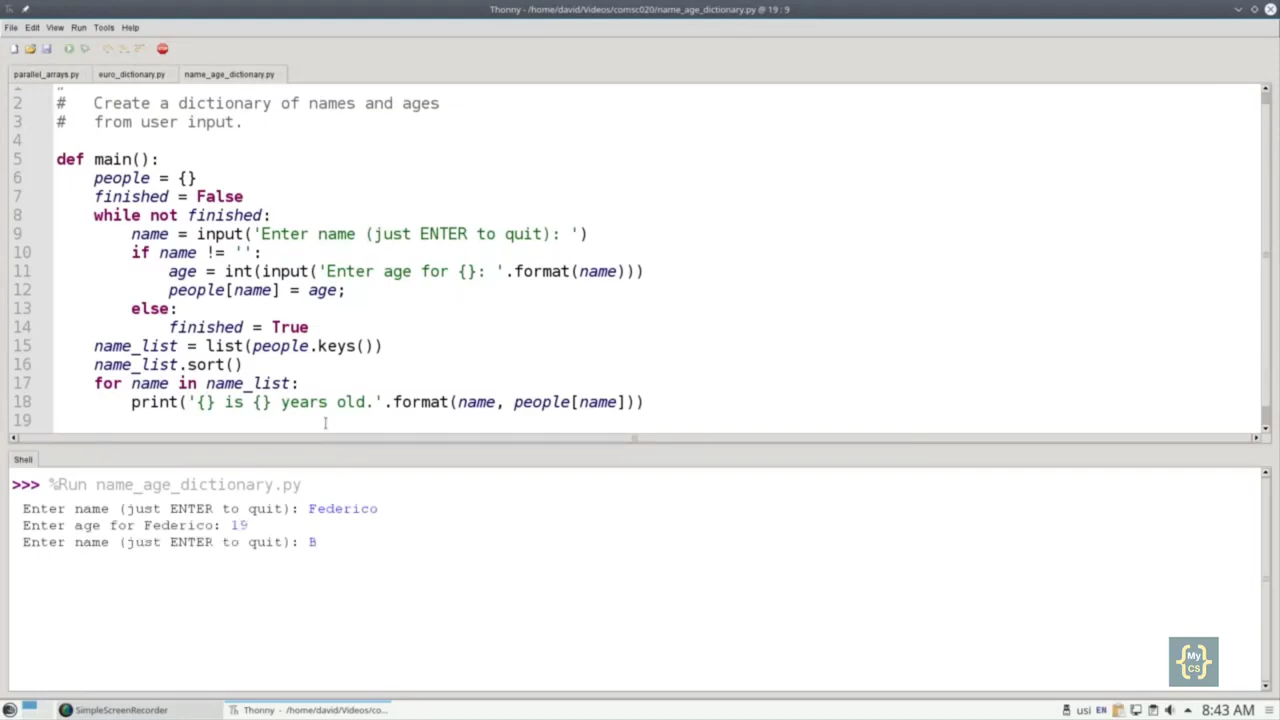 Thonny - /home/david/Videos/comsc020/name_age_dictionary.py @ 19 : 9
File Edit View Run Tools Help
parallel_arrays.py euro_dictionary.py name_age_dictionary.py
2 # Create a dictionary of names and ages
3 # from user input.
4
5 def main():
6 people = {}
7 finished = False
8 while not finished:
9 name = input('Enter name (just ENTER to quit): ')
10 if name != '':
11 age = int(input('Enter age for {}: '.format(name)))
12 people[name] = age;
13 else:
14 finished = True
15 name_list = list(people.keys())
16 name_list.sort()
17 for name in name_list:
18 print('{} is {} years old.'.format(name, people[name]))
19
Shell
>>> %Run name_age_dictionary.py
Enter name (just ENTER to quit): Federico
Enter age for Federico: 19
Enter name (just ENTER to quit): B
{My CS}
SimpleScreenRecorder Thonny - /home/david/Videos/co... usi EN 8:43 AM